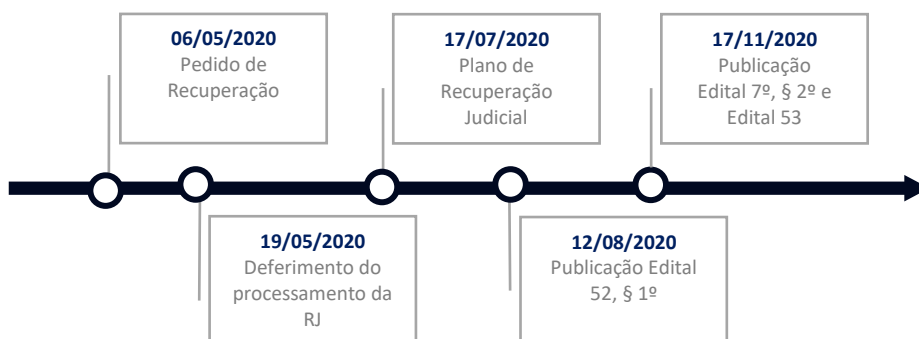 06/05/2020
Pedido de
Recuperação
17/07/2020
Plano de
Recuperação
Judicial
17/11/2020
Publicação
Edital 7º, § 2º e
Edital 53
19/05/2020
Deferimento do
processamento da
RJ
12/08/2020
Publicação Edital
52, § 1º